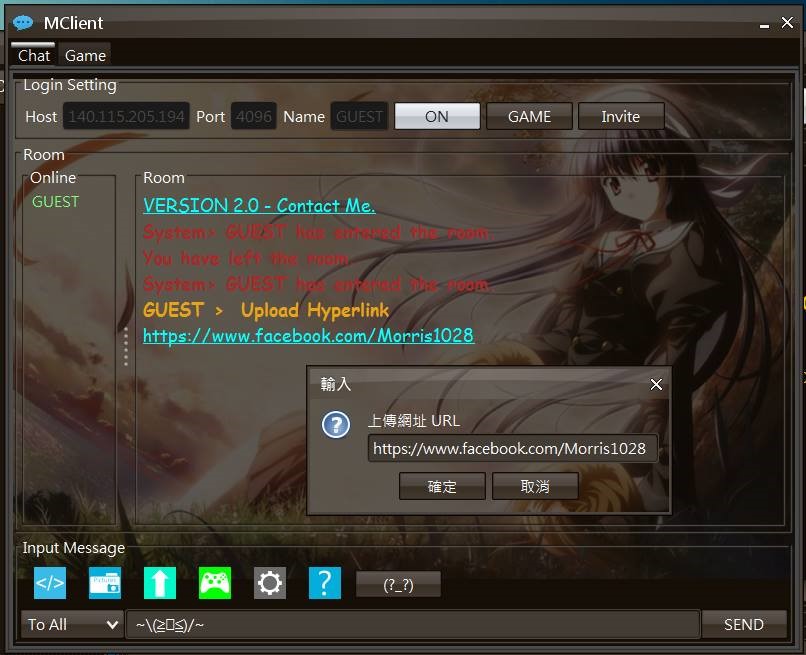 MClient
Chat Game
Login Setting
Host 140.115.205.194 Port 4096 Name GUEST ON GAME Invite
Room
Online
GUEST
Room
VERSION 2.0 - Contact Me.
System> GUEST has entered the room.
You have left the room.
System> GUEST has entered the room.
GUEST > Upload Hyperlink
https://www.facebook.com/Morris1028
輸入
上傳網址 URL
https://www.facebook.com/Morris1028
確定 取消
Input Message
</> Pictures ? (?_?)
To All ~\(≧▯≦)/~ SEND